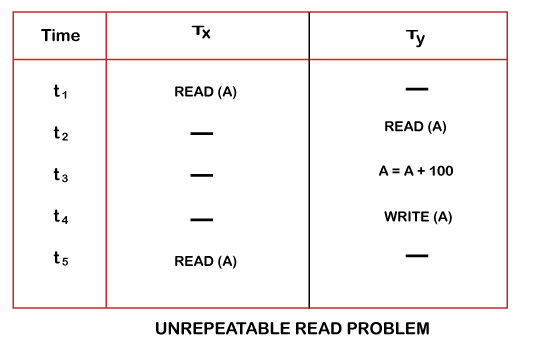 Time Tx Ty
t1 READ (A) —
t2 — READ (A)
t3 — A = A + 100
t4 — WRITE (A)
t5 READ (A) —
UNREPEATABLE READ PROBLEM